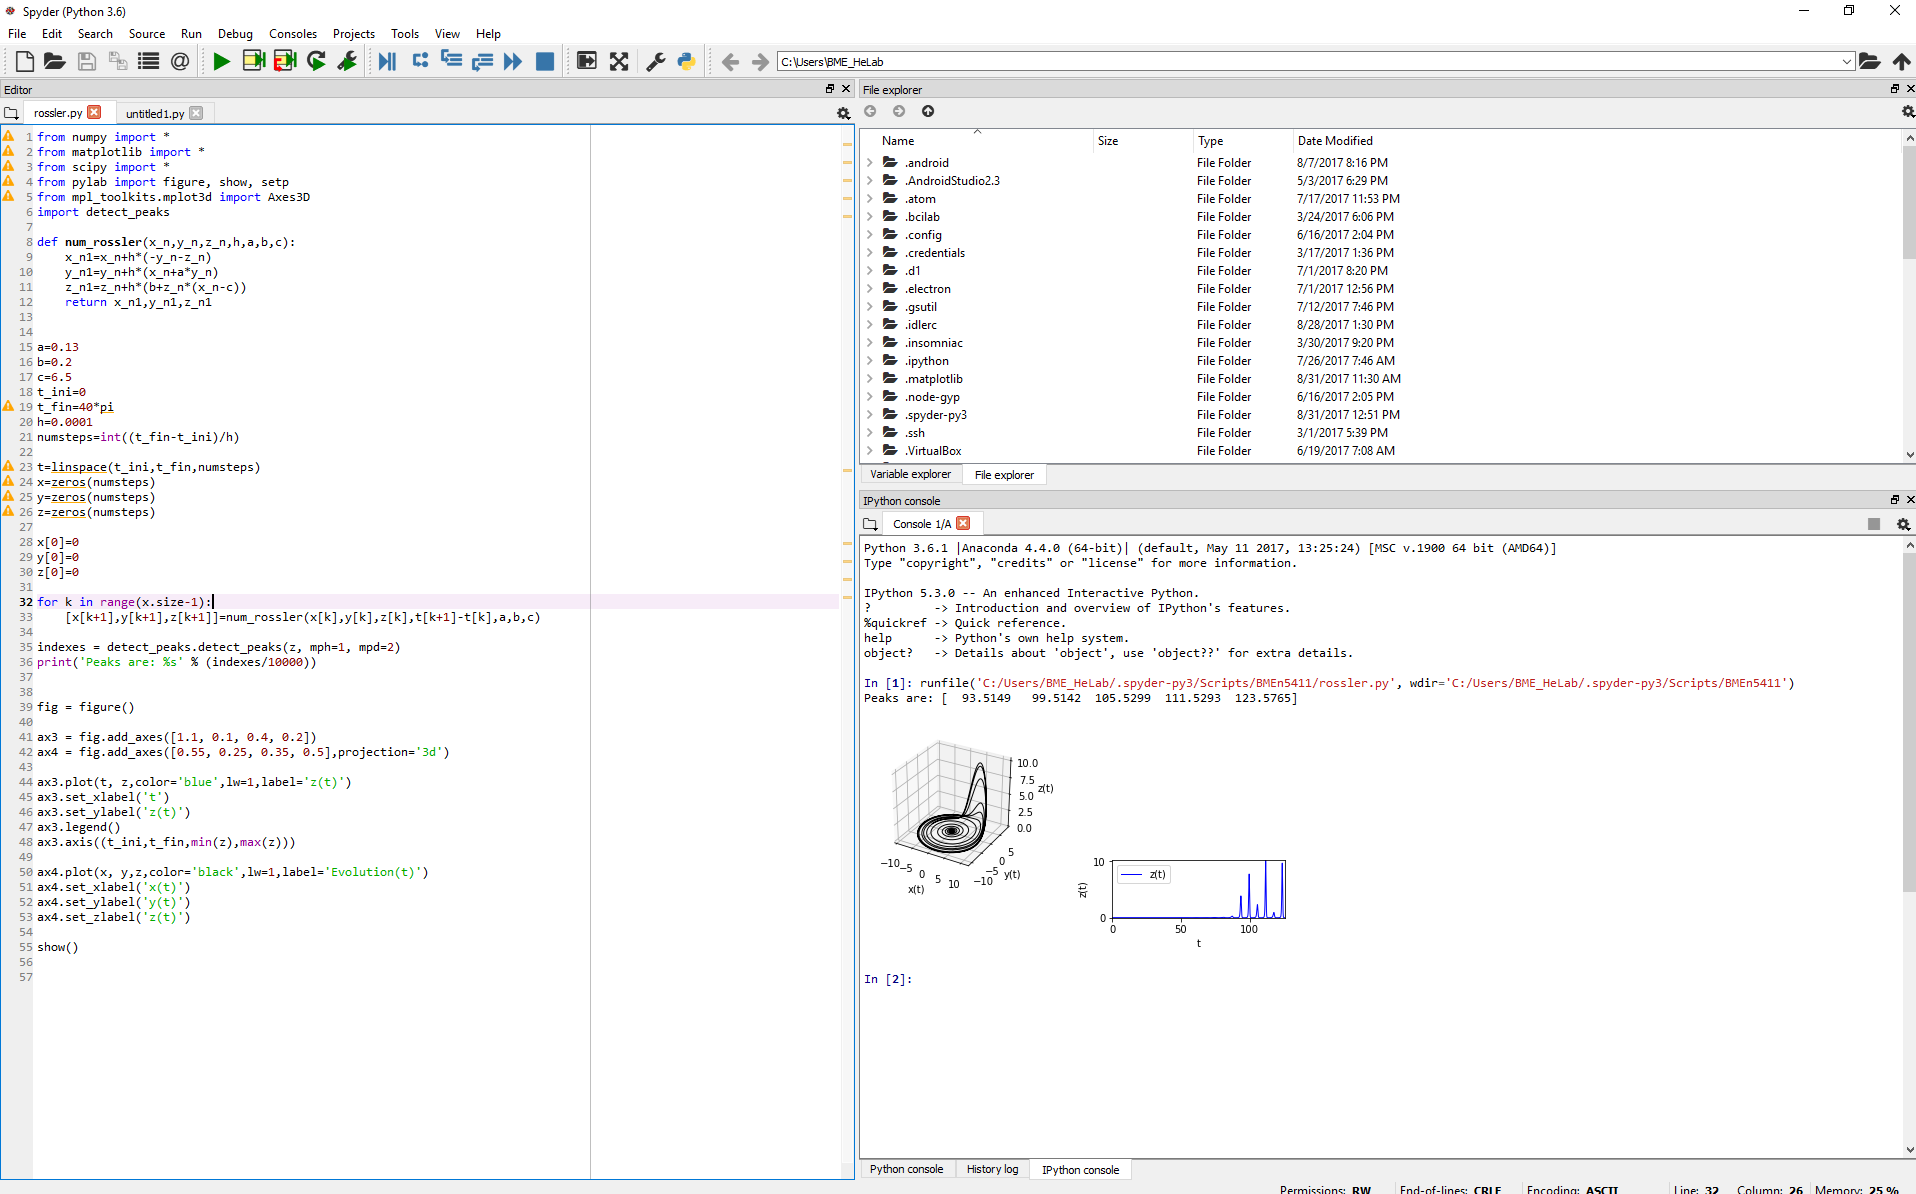 Spyder (Python 3.6)
File Edit Search Source Run Debug Consoles Projects Tools View Help
C:\Users\BME_HeLab
Editor
rossler.py untitled1.py
1 from numpy import *
2 from matplotlib import *
3 from scipy import *
4 from pylab import figure, show, setp
5 from mpl_toolkits.mplot3d import Axes3D
6 import detect_peaks
7
8 def num_rossler(x_n,y_n,z_n,h,a,b,c):
9     x_n1=x_n+h*(-y_n-z_n)
10     y_n1=y_n+h*(x_n+a*y_n)
11     z_n1=z_n+h*(b+z_n*(x_n-c))
12     return x_n1,y_n1,z_n1
13
14
15 a=0.13
16 b=0.2
17 c=6.5
18 t_ini=0
19 t_fin=40*pi
20 h=0.0001
21 numsteps=int((t_fin-t_ini)/h)
22
23 t=linspace(t_ini,t_fin,numsteps)
24 x=zeros(numsteps)
25 y=zeros(numsteps)
26 z=zeros(numsteps)
27
28 x[0]=0
29 y[0]=0
30 z[0]=0
31
32 for k in range(x.size-1):
33     [x[k+1],y[k+1],z[k+1]]=num_rossler(x[k],y[k],z[k],t[k+1]-t[k],a,b,c)
34
35 indexes = detect_peaks.detect_peaks(z, mph=1, mpd=2)
36 print('Peaks are: %s' % (indexes/10000))
37
38
39 fig = figure()
40
41 ax3 = fig.add_axes([1.1, 0.1, 0.4, 0.2])
42 ax4 = fig.add_axes([0.55, 0.25, 0.35, 0.5],projection='3d')
43
44 ax3.plot(t, z,color='blue',lw=1,label='z(t)')
45 ax3.set_xlabel('t')
46 ax3.set_ylabel('z(t)')
47 ax3.legend()
48 ax3.axis((t_ini,t_fin,min(z),max(z)))
49
50 ax4.plot(x, y,z,color='black',lw=1,label='Evolution(t)')
51 ax4.set_xlabel('x(t)')
52 ax4.set_ylabel('y(t)')
53 ax4.set_zlabel('z(t)')
54
55 show()
56
57
File explorer
Name Size Type Date Modified
.android File Folder 8/7/2017 8:16 PM
.AndroidStudio2.3 File Folder 5/3/2017 6:29 PM
.atom File Folder 7/17/2017 11:53 PM
.bcilab File Folder 3/24/2017 6:06 PM
.config File Folder 6/16/2017 2:04 PM
.credentials File Folder 3/17/2017 1:36 PM
.d1 File Folder 7/1/2017 8:20 PM
.electron File Folder 7/1/2017 12:56 PM
.gsutil File Folder 7/12/2017 7:46 PM
.idlerc File Folder 8/28/2017 1:30 PM
.insomniac File Folder 3/30/2017 9:20 PM
.ipython File Folder 7/26/2017 7:46 AM
.matplotlib File Folder 8/31/2017 11:30 AM
.node-gyp File Folder 6/16/2017 2:05 PM
.spyder-py3 File Folder 8/31/2017 12:51 PM
.ssh File Folder 3/1/2017 5:39 PM
.VirtualBox File Folder 6/19/2017 7:08 AM
Variable explorer File explorer
IPython console
Console 1/A
Python 3.6.1 |Anaconda 4.4.0 (64-bit)| (default, May 11 2017, 13:25:24) [MSC v.1900 64 bit (AMD64)]
Type "copyright", "credits" or "license" for more information.
IPython 5.3.0 -- An enhanced Interactive Python.
?         -> Introduction and overview of IPython's features.
%quickref -> Quick reference.
help      -> Python's own help system.
object?   -> Details about 'object', use 'object??' for extra details.
In [1]: runfile('C:/Users/BME_HeLab/.spyder-py3/Scripts/BMEn5411/rossler.py', wdir='C:/Users/BME_HeLab/.spyder-py3/Scripts/BMEn5411')
Peaks are: [  93.5149   99.5142  105.5299  111.5293  123.5765]
10.0
7.5
5.0
2.5
0.0
z(t)
−10 −5 0 5 10
x(t)
−10 −5 0 5
y(t)
10
0
z(t)
z(t)
0 50 100
t
In [2]:
Python console History log IPython console
Permissions: RW End-of-lines: CRLF Encoding: ASCII Line: 32 Column: 26 Memory: 25 %